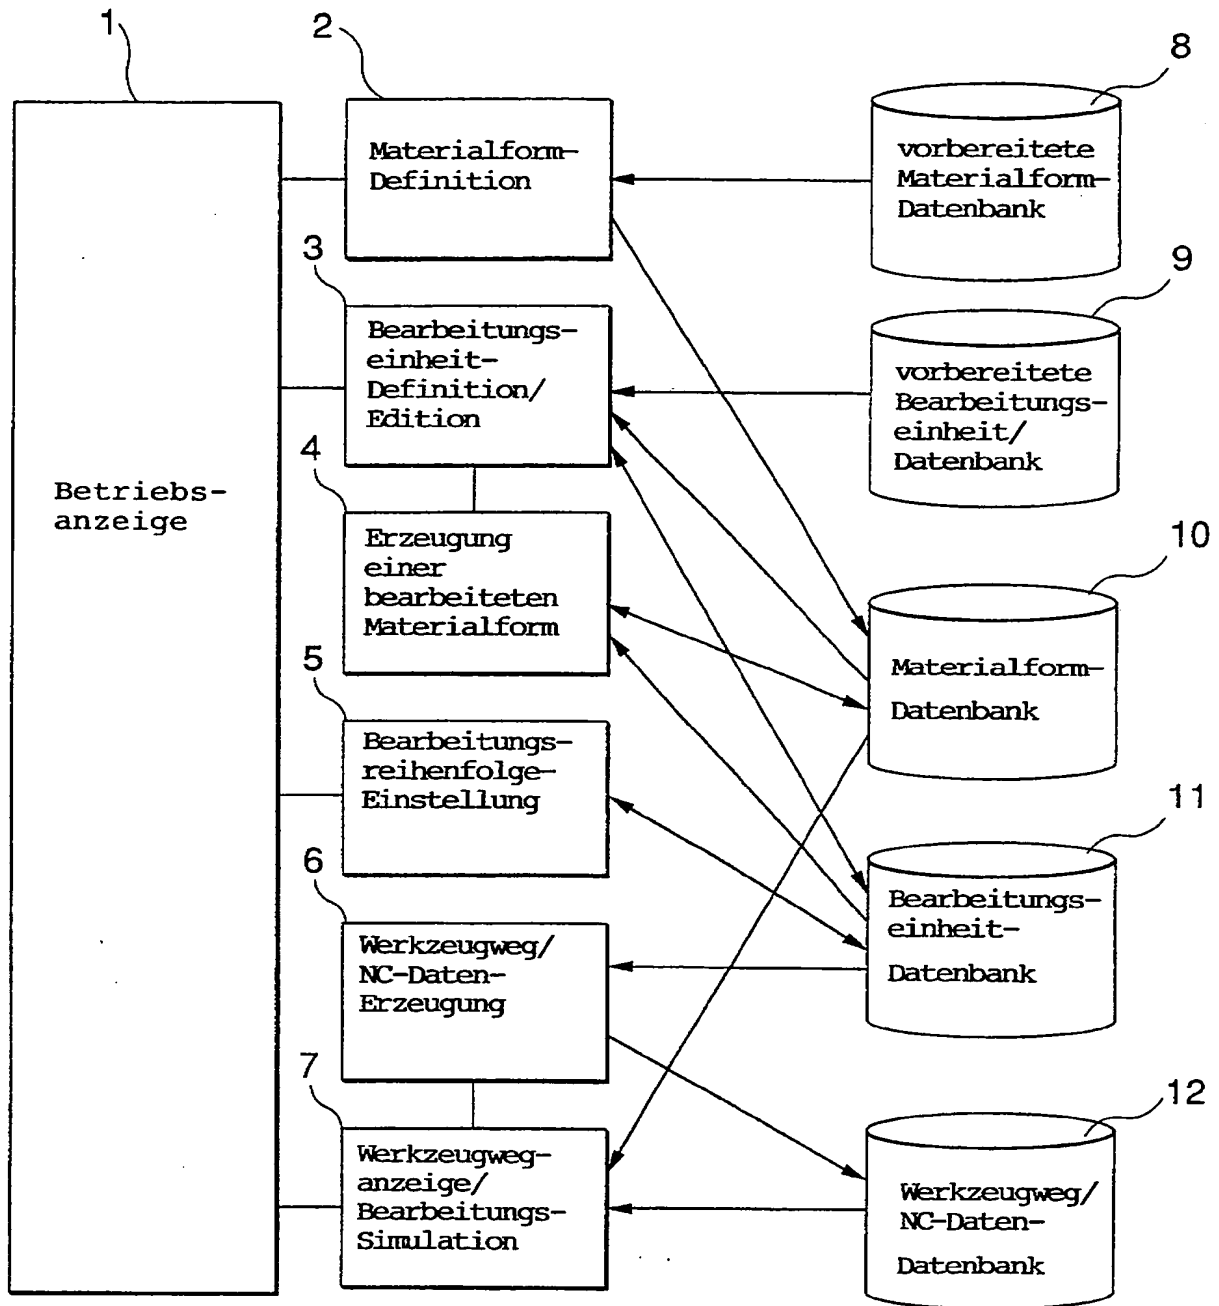 1
2
8
Materialform-
Definition
vorbereitete
Materialform-
Datenbank
3
9
Bearbeitungs-
einheit-
Definition/
Edition
vorbereitete
Bearbeitungs-
einheit/
Datenbank
4
Betriebs-
anzeige
10
Erzeugung
einer
bearbeiteten
Materialform
Materialform-
Datenbank
5
Bearbeitungs-
reihenfolge-
Einstellung
11
6
Bearbeitungs-
einheit-
Datenbank
Werkzeugweg/
NC-Daten-
Erzeugung
7
12
Werkzeugweg-
anzeige/
Bearbeitungs-
Simulation
Werkzeugweg/
NC-Daten-
Datenbank